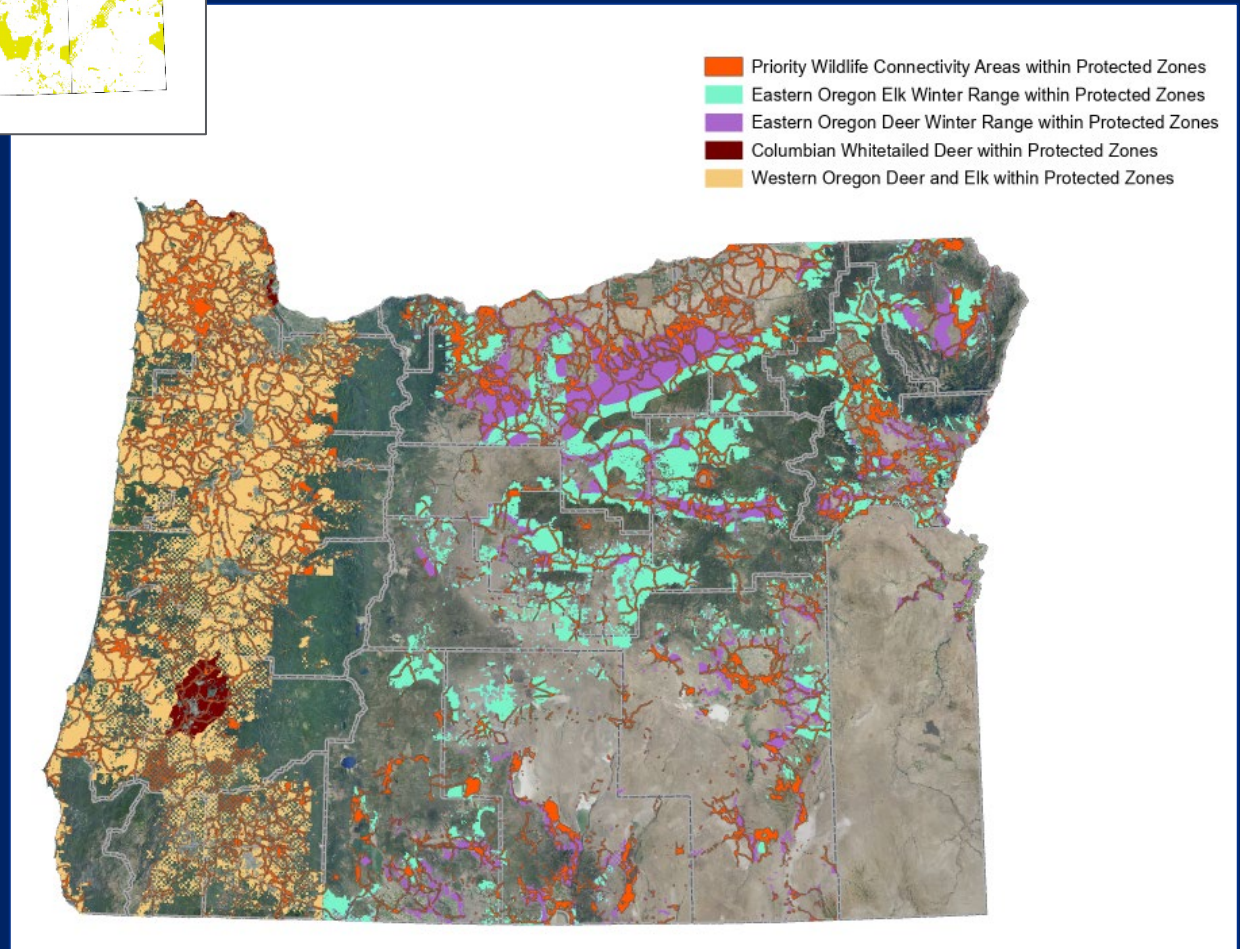 Priority Wildlife Connectivity Areas within Protected Zones
Eastern Oregon Elk Winter Range within Protected Zones
Eastern Oregon Deer Winter Range within Protected Zones
Columbian Whitetailed Deer within Protected Zones
Western Oregon Deer and Elk within Protected Zones